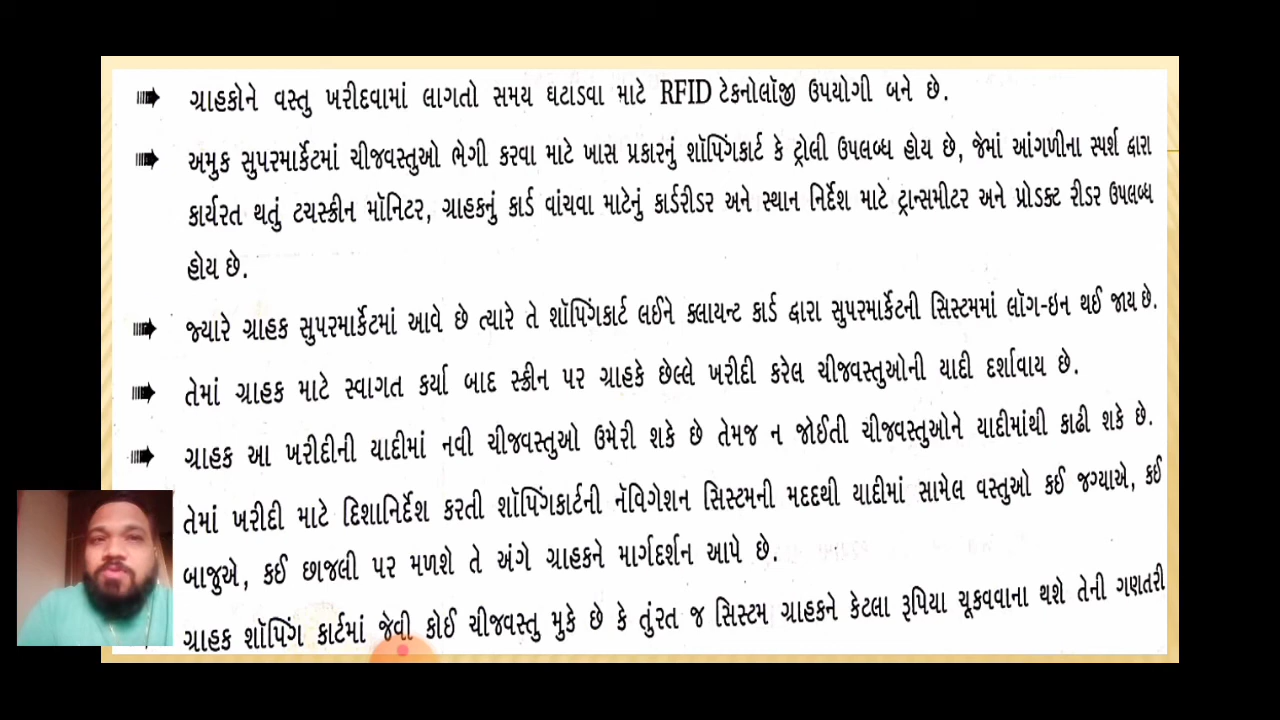 ગ્રાહકોને વસ્તુ ખરીદવામાં લાગતો સમય ઘટાડવા માટે RFID ટેકનોલૉજી ઉપયોગી બને છે.
અમુક સુપરમાર્કેટમાં ચીજવસ્તુઓ ભેગી કરવા માટે ખાસ પ્રકારનું શૉપિંગકાર્ટ કે ટ્રોલી ઉપલબ્ધ હોય છે, જેમાં આંગળીના સ્પર્શ દ્વારા
કાર્યરત થતું ટચસ્ક્રીન મૉનિટર, ગ્રાહકનું કાર્ડ વાંચવા માટેનું કાર્ડરીડર અને સ્થાન નિર્દેશ માટે ટ્રાન્સમીટર અને પ્રોડક્ટ રીડર ઉપલબ્ધ
હોય છે.
જ્યારે ગ્રાહક સુપરમાર્કેટમાં આવે છે ત્યારે તે શૉપિંગકાર્ટ લઈને ક્લાયન્ટ કાર્ડ દ્વારા સુપરમાર્કેટની સિસ્ટમમાં લૉગ-ઇન થઈ જાય છે.
તેમાં ગ્રાહક માટે સ્વાગત કર્યા બાદ સ્ક્રીન પર ગ્રાહકે છેલ્લે ખરીદી કરેલ ચીજવસ્તુઓની યાદી દર્શાવાય છે.
ગ્રાહક આ ખરીદીની યાદીમાં નવી ચીજવસ્તુઓ ઉમેરી શકે છે તેમજ ન જોઈતી ચીજવસ્તુઓને યાદીમાંથી કાઢી શકે છે.
તેમાં ખરીદી માટે દિશાનિર્દેશ કરતી શૉપિંગકાર્ટની નૅવિગેશન સિસ્ટમની મદદથી યાદીમાં સામેલ વસ્તુઓ કઈ જગ્યાએ, કઈ
બાજુએ, કઈ છાજલી પર મળશે તે અંગે ગ્રાહકને માર્ગદર્શન આપે છે.
ગ્રાહક શૉપિંગ કાર્ટમાં જેવી કોઈ ચીજવસ્તુ મુકે છે કે તુંરત જ સિસ્ટમ ગ્રાહકને કેટલા રૂપિયા ચૂકવવાના થશે તેની ગણતરી